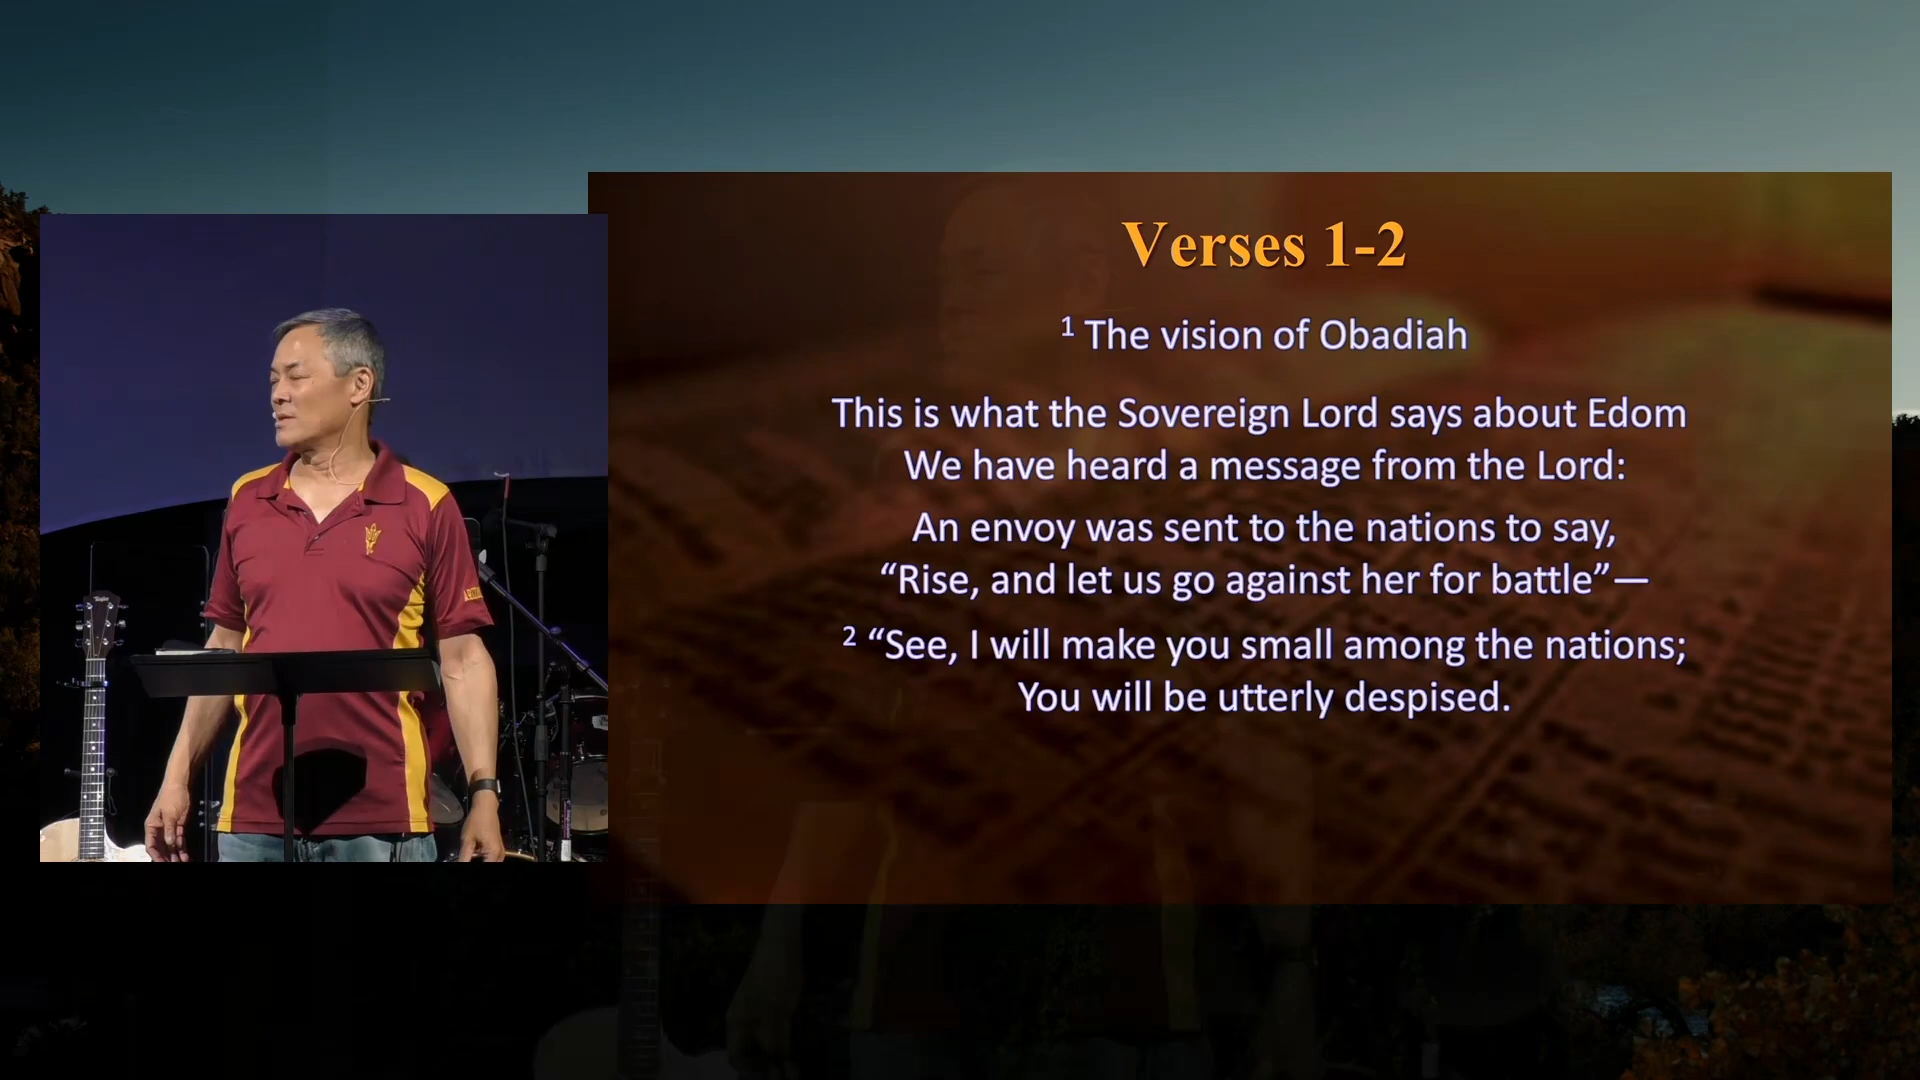 Verses 1-2
1 The vision of Obadiah
This is what the Sovereign Lord says about Edom
We have heard a message from the Lord:
An envoy was sent to the nations to say,
“Rise, and let us go against her for battle”—
2 “See, I will make you small among the nations;
You will be utterly despised.
Taylor